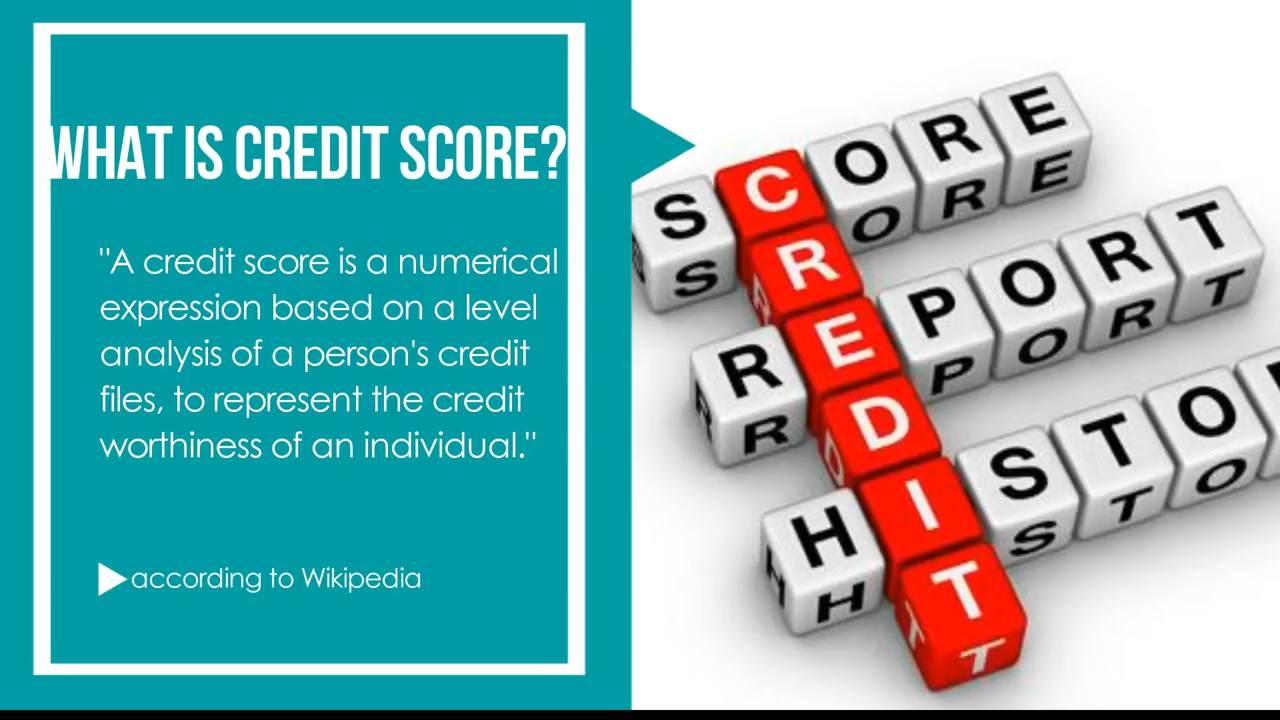 WHAT IS CREDIT SCORE?
"A credit score is a numerical
expression based on a level
analysis of a person's credit
files, to represent the credit
worthiness of an individual."
according to Wikipedia
SCORE
CREDIT
REPORT
HISTO